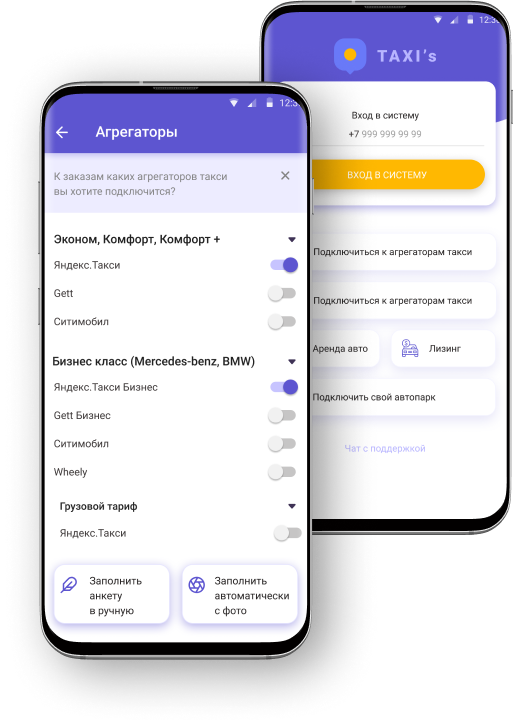 12:3
Агрегаторы
К заказам каких агрегаторов такси
вы хотите подключится?
Эконом, Комфорт, Комфорт +
Яндекс.Такси
Gett
Ситимобил
Бизнес класс (Mercedes-benz, BMW)
Яндекс.Такси Бизнес
Gett Бизнес
Ситимобил
Wheely
Грузовой тариф
Яндекс.Такси
Заполнить
анкету
в ручную
Заполнить
автоматически
с фото
12:30
TAXI's
Вход в систему
+7 999 999 99 99
ВХОД В СИСТЕМУ
Подключиться к агрегаторам такси
Подключиться к агрегаторам такси
Аренда авто
Лизинг
Подключить свой автопарк
Чат с поддержкой